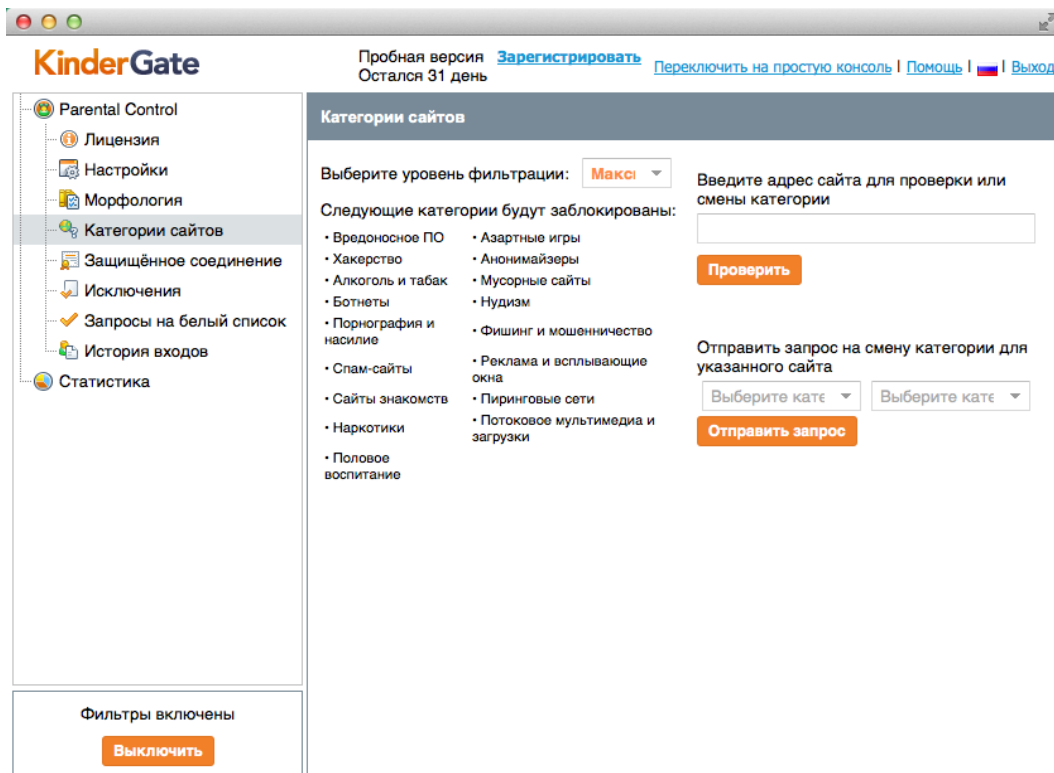 KinderGate
Пробная версия Зарегистрировать
Остался 31 день
Переключить на простую консоль | Помощь | | Выход
Parental Control
Лицензия
Настройки
Морфология
Категории сайтов
Защищённое соединение
Исключения
Запросы на белый список
История входов
Статистика
Фильтры включены
Выключить
Категории сайтов
Выберите уровень фильтрации: Макси
Следующие категории будут заблокированы:
• Вредоносное ПО
• Азартные игры
• Хакерство
• Анонимайзеры
• Алкоголь и табак
• Мусорные сайты
• Ботнеты
• Нудизм
• Порнография и
насилие
• Фишинг и мошенничество
• Спам-сайты
• Реклама и всплывающие
окна
• Сайты знакомств
• Пиринговые сети
• Наркотики
• Потоковое мультимедиа и
загрузки
• Половое
воспитание
Введите адрес сайта для проверки или
смены категории
Проверить
Отправить запрос на смену категории для
указанного сайта
Выберите кате Выберите кате
Отправить запрос